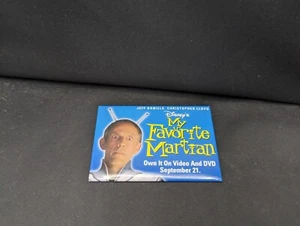 JEFF DANIELS CHRISTOPHER LLOYD
Disney's
My
Favorite
Martian
Own It On Video And DVD
September 21.